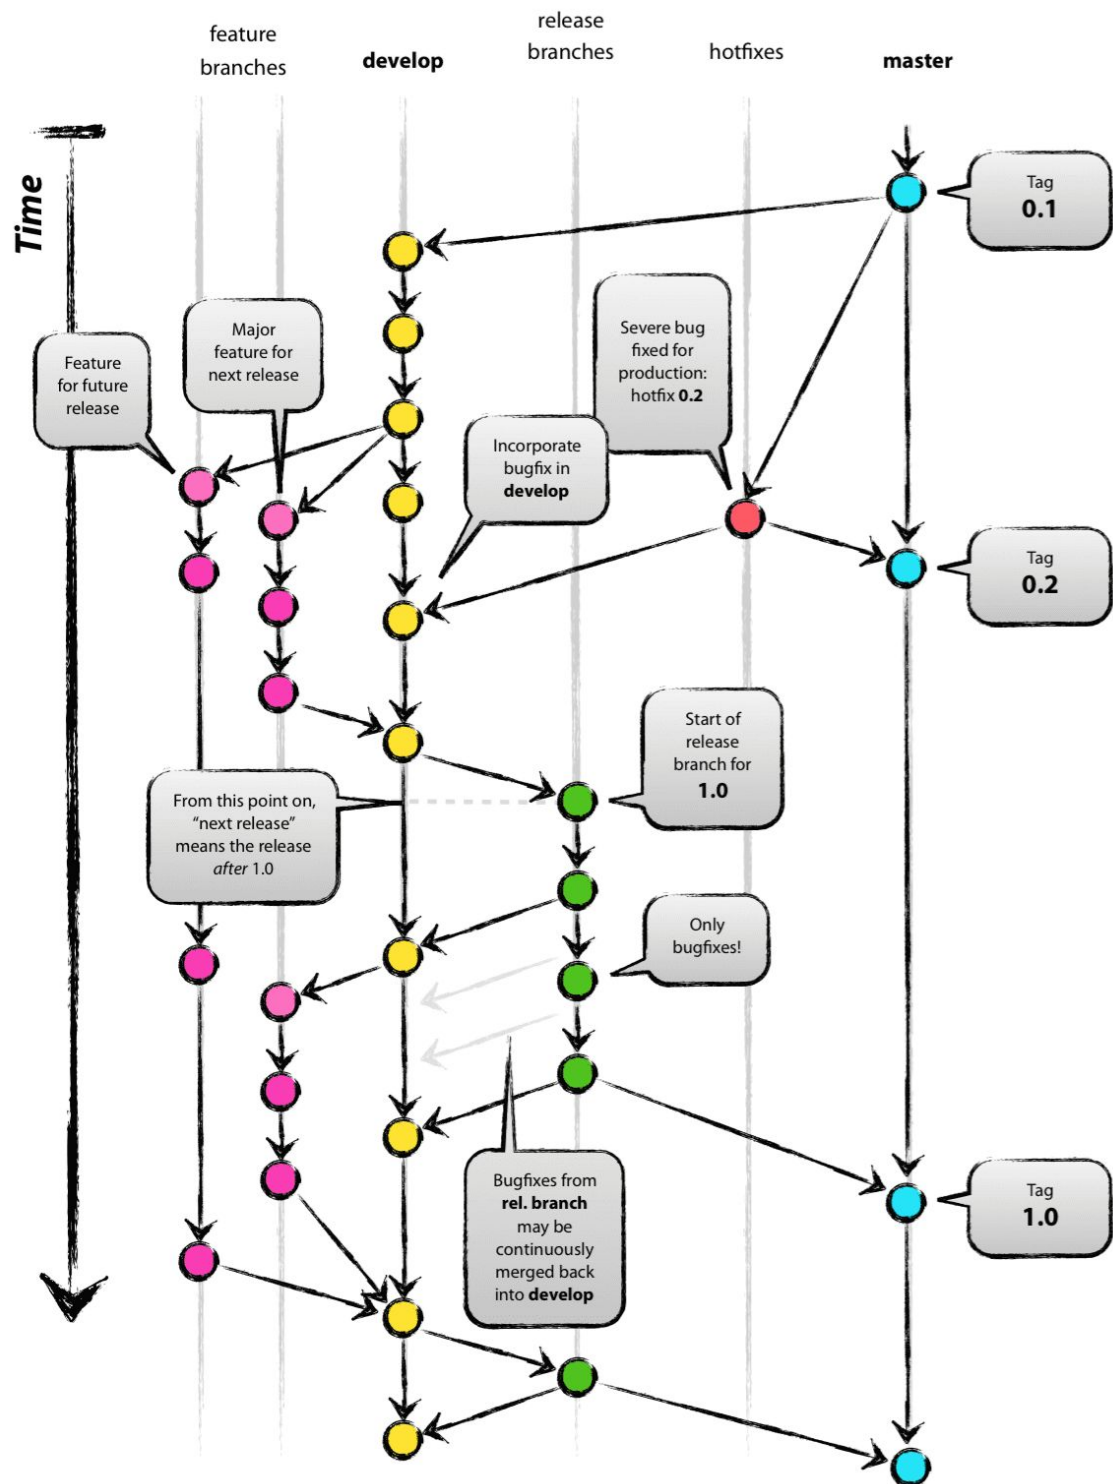 feature
branches
develop
release
branches
hotfixes
master
Time
Tag
0.1
Severe bug
fixed for
production:
hotfix 0.2
Major
feature for
next release
Feature
for future
release
Incorporate
bugfix in
develop
Tag
0.2
Start of
release
branch for
1.0
From this point on,
“next release”
means the release
after 1.0
Only
bugfixes!
Bugfixes from
rel. branch
may be
continuously
merged back
into develop
Tag
1.0